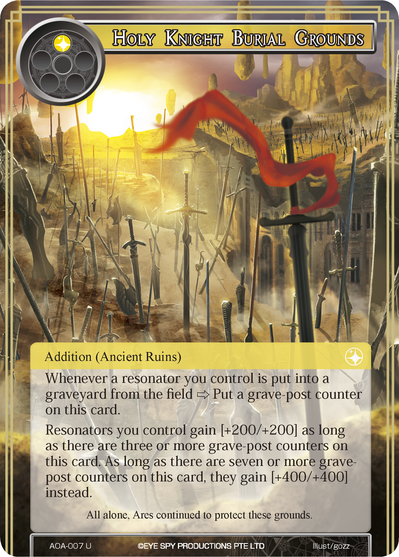 Holy Knight Burial Grounds
Addition (Ancient Ruins)
Whenever a resonator you control is put into a
graveyard from the field ⇨ Put a grave-post counter
on this card.
Resonators you control gain [+200/+200] as long
as there are three or more grave-post counters on
this card. As long as there are seven or more grave-
post counters on this card, they gain [+400/+400]
instead.
All alone, Ares continued to protect these grounds.
AOA-007 U
©EYE SPY PRODUCTIONS PTE LTD
Illust/gozz